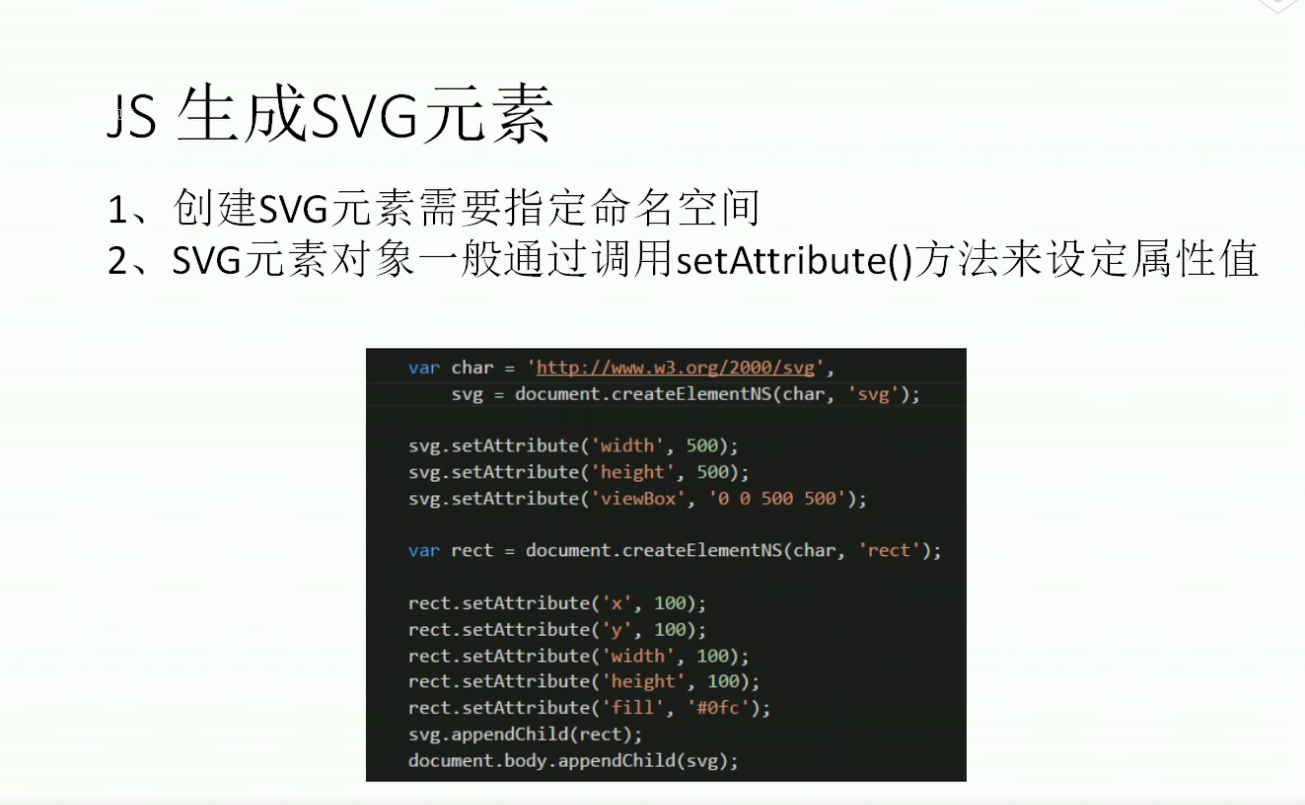 JS 生成SVG元素
1、创建SVG元素需要指定命名空间
2、SVG元素对象一般通过调用setAttribute()方法来设定属性值
var char = 'http://www.w3.org/2000/svg',
svg = document.createElementNS(char, 'svg');
svg.setAttribute('width', 500);
svg.setAttribute('height', 500);
svg.setAttribute('viewBox', '0 0 500 500');
var rect = document.createElementNS(char, 'rect');
rect.setAttribute('x', 100);
rect.setAttribute('y', 100);
rect.setAttribute('width', 100);
rect.setAttribute('height', 100);
rect.setAttribute('fill', '#0fc');
svg.appendChild(rect);
document.body.appendChild(svg);